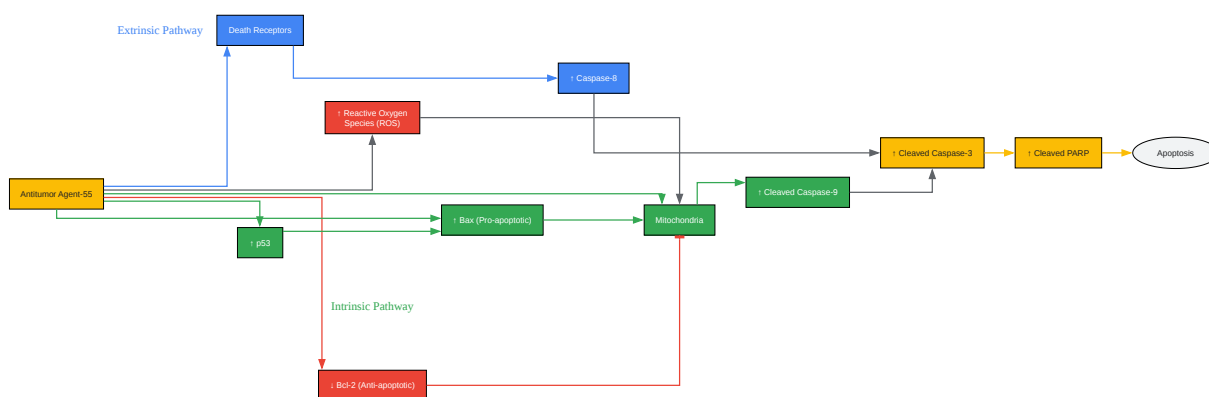 Extrinsic Pathway
Death Receptors
↑ Caspase-8
↑ Reactive Oxygen
Species (ROS)
↑ Cleaved Caspase-3
↑ Cleaved PARP
Apoptosis
Antitumor Agent-55
↑ Cleaved Caspase-9
↑ Bax (Pro-apoptotic)
Mitochondria
↑ p53
Intrinsic Pathway
↓ Bcl-2 (Anti-apoptotic)